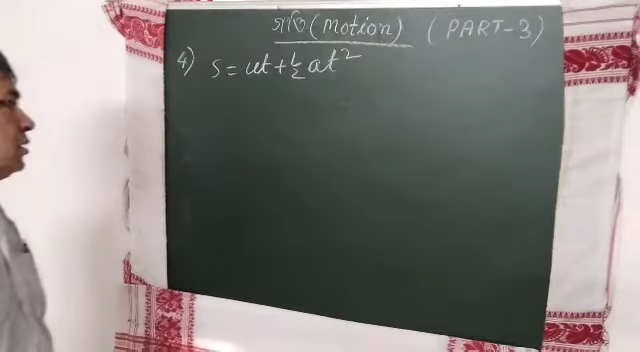 গতি (Motion) (PART-3)
4) S = ut + ½ at²